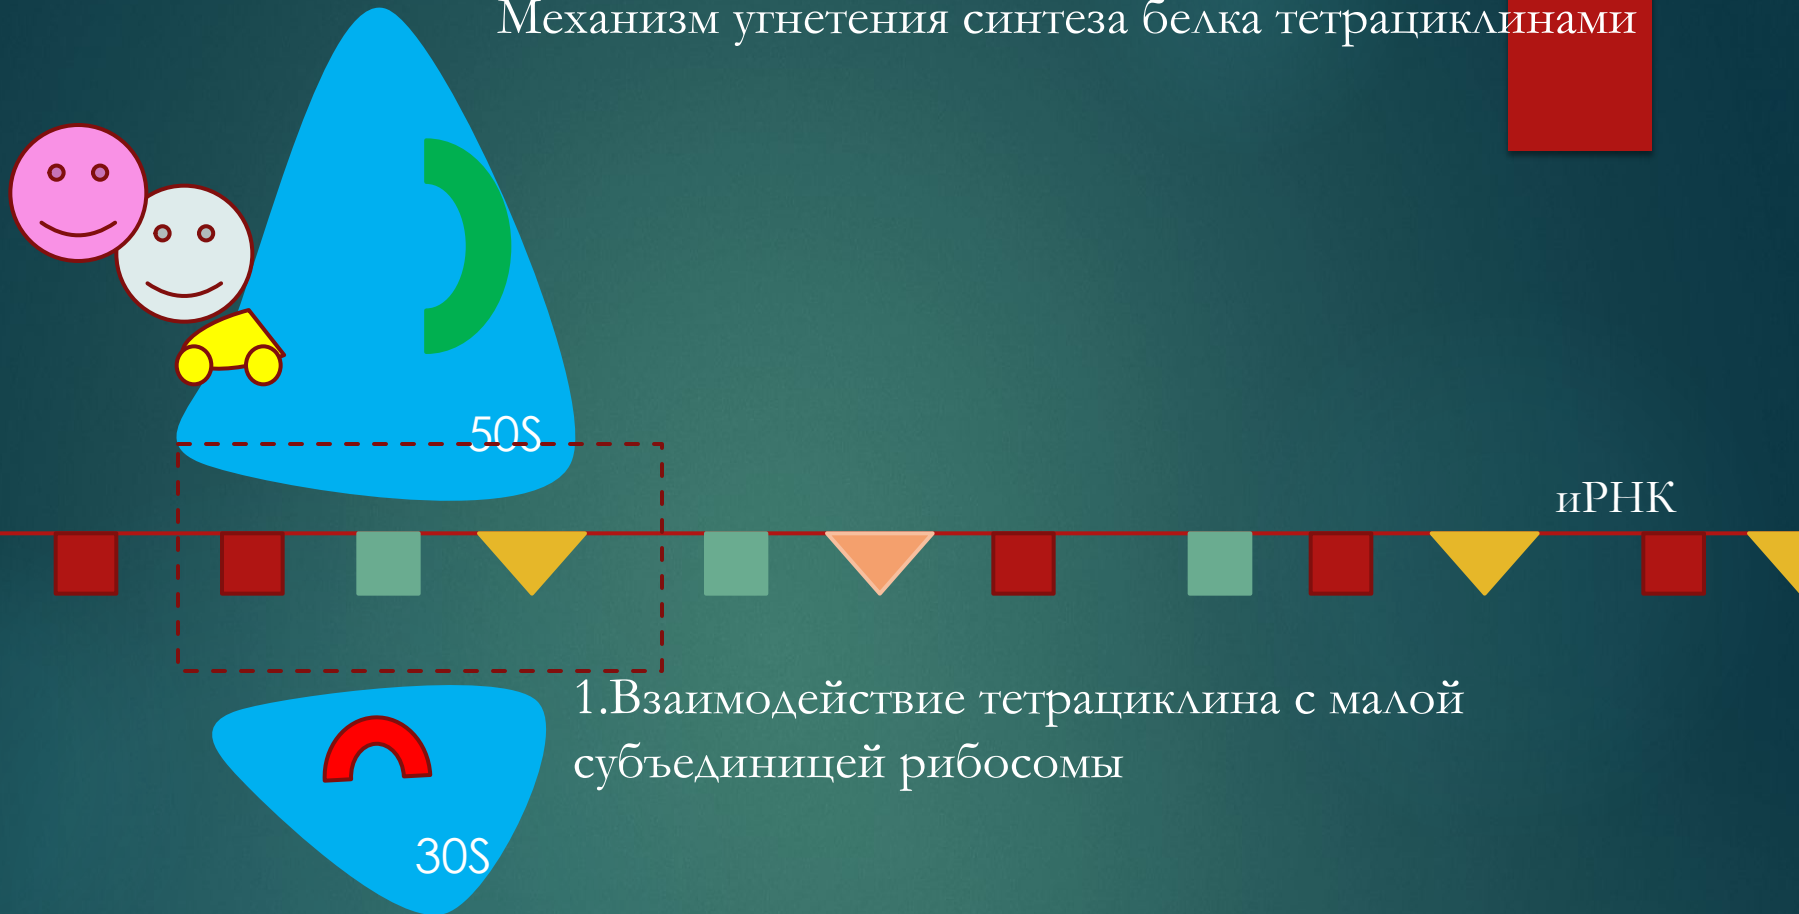 Механизм угнетения синтеза белка тетрациклинами
50S
иРНК
1.Взаимодействие тетрациклина с малой
субъединицей рибосомы
30S